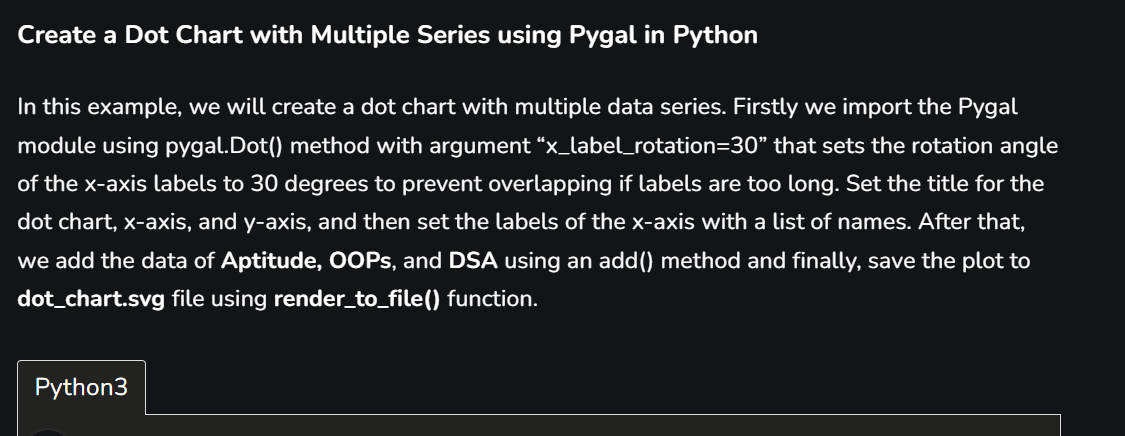 Create a Dot Chart with Multiple Series using Pygal in Python
In this example, we will create a dot chart with multiple data series. Firstly we import the Pygal
module using pygal.Dot() method with argument “x_label_rotation=30” that sets the rotation angle
of the x-axis labels to 30 degrees to prevent overlapping if labels are too long. Set the title for the
dot chart, x-axis, and y-axis, and then set the labels of the x-axis with a list of names. After that,
we add the data of Aptitude, OOPs, and DSA using an add() method and finally, save the plot to
dot_chart.svg file using render_to_file() function.
Python3